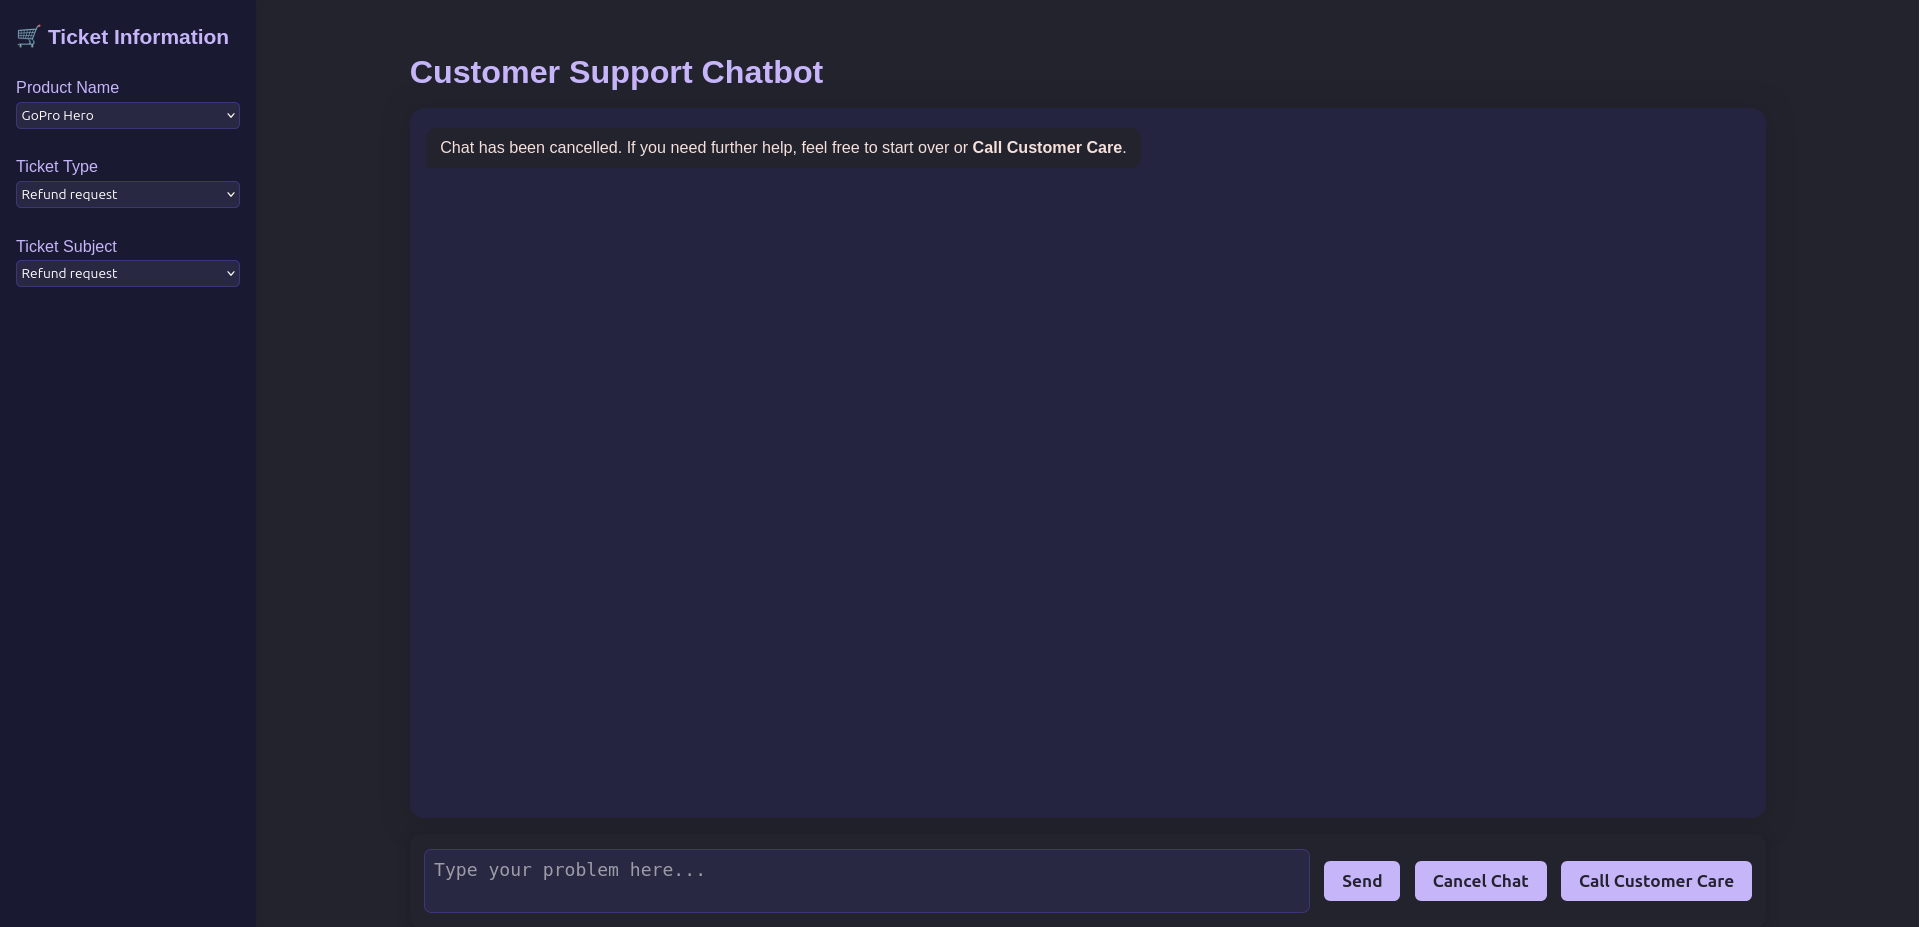 🛒 Ticket Information
Product Name
GoPro Hero
Ticket Type
Refund request
Ticket Subject
Refund request
Customer Support Chatbot
Chat has been cancelled. If you need further help, feel free to start over or Call Customer Care.
Type your problem here...
Send
Cancel Chat
Call Customer Care